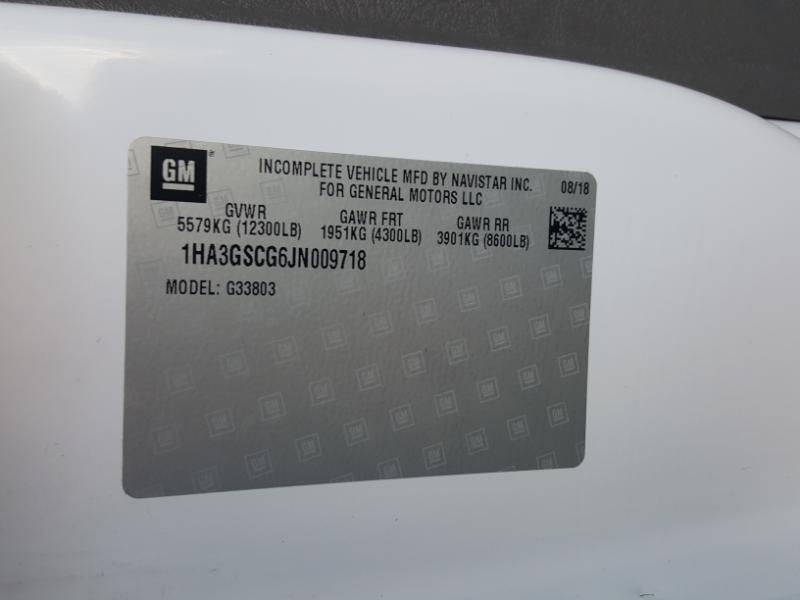 GM
INCOMPLETE VEHICLE MFD BY NAVISTAR INC.
FOR GENERAL MOTORS LLC
08/18
GVWR GAWR FRT GAWR RR
5579KG (12300LB) 1951KG (4300LB) 3901KG (8600LB)
1HA3GSCG6JN009718
MODEL: G33803